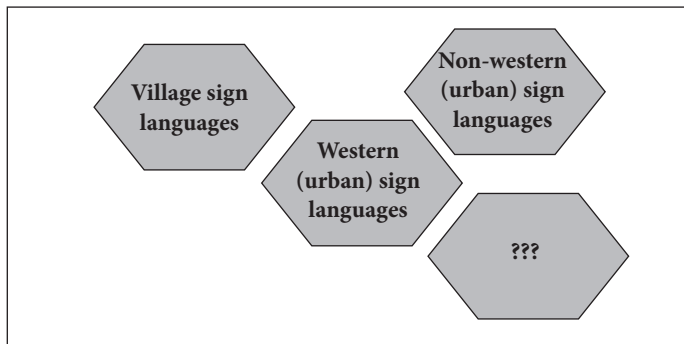 Village sign
languages
Non-western
(urban) sign
languages
Western
(urban) sign
languages
???